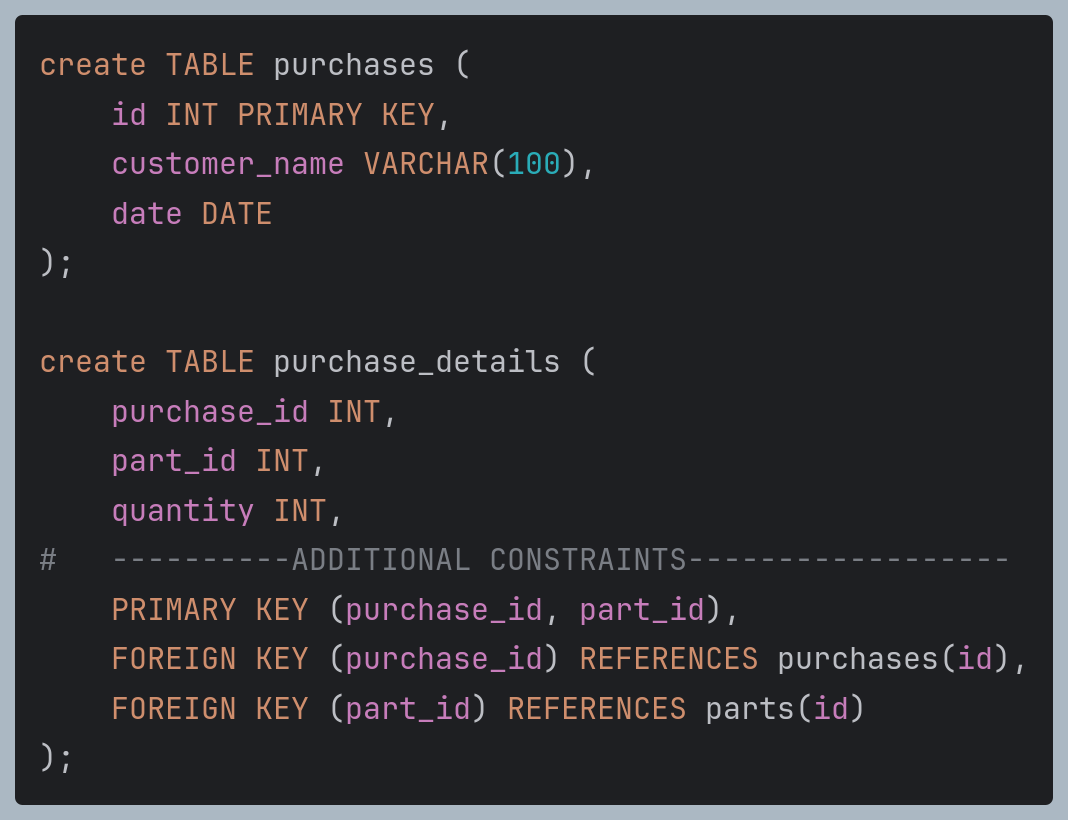 create TABLE purchases (
    id INT PRIMARY KEY,
    customer_name VARCHAR(100),
    date DATE
);

create TABLE purchase_details (
    purchase_id INT,
    part_id INT,
    quantity INT,
#   ----------ADDITIONAL CONSTRAINTS------------------
    PRIMARY KEY (purchase_id, part_id),
    FOREIGN KEY (purchase_id) REFERENCES purchases(id),
    FOREIGN KEY (part_id) REFERENCES parts(id)
);